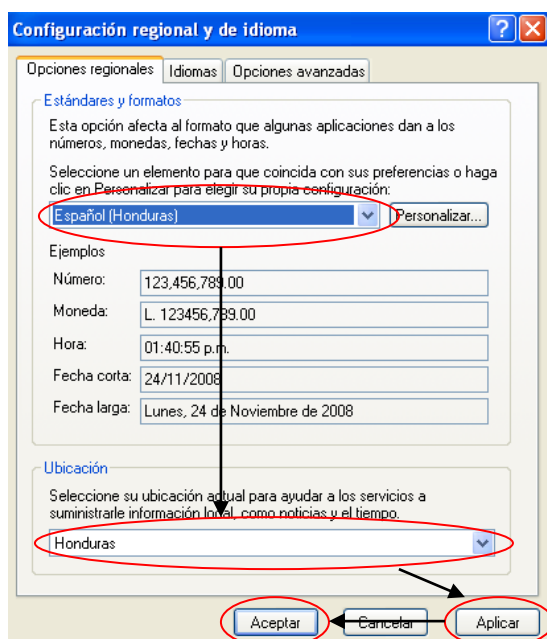 Configuración regional y de idioma
Opciones regionales Idiomas Opciones avanzadas
Estándares y formatos
Esta opción afecta al formato que algunas aplicaciones dan a los
números, monedas, fechas y horas.
Seleccione un elemento para que coincida con sus preferencias o haga
clic en Personalizar para elegir su propia configuración:
Español (Honduras) Personalizar...
Ejemplos
Número: 123,456,789.00
Moneda: L. 123456,789.00
Hora: 01:40:55 p.m.
Fecha corta: 24/11/2008
Fecha larga: Lunes, 24 de Noviembre de 2008
Ubicación
Seleccione su ubicación actual para ayudar a los servicios a
suministrarle información local, como noticias y el tiempo.
Honduras
Aceptar Cancelar Aplicar